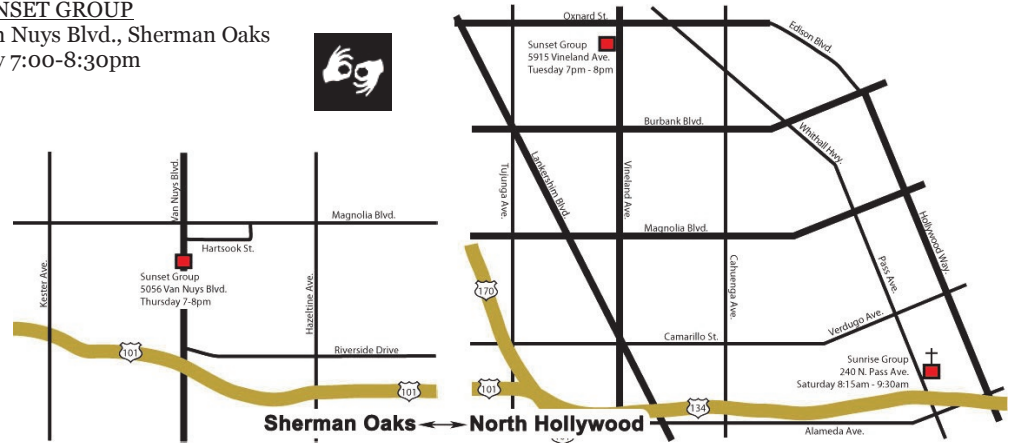 NSET GROUP
n Nuys Blvd., Sherman Oaks
y 7:00-8:30pm
Oxnard St.
Edison Blvd.
Sunset Group
5915 Vineland Ave.
Tuesday 7pm - 8pm
Burbank Blvd.
Whithall Hwy.
Tujunga Ave.
Lankershim Blvd.
Vineland Ave.
Van Nuys Blvd.
Magnolia Blvd.
Magnolia Blvd.
Hollywood Way.
Hartsook St.
Kester Ave.
Sunset Group
5056 Van Nuys Blvd.
Thursday 7-8pm
Hazeltine Ave.
Cahuenga Ave.
Pass Ave.
170
Verdugo Ave.
Camarillo St.
101
Riverside Drive
Sunrise Group
240 N. Pass Ave.
Saturday 8:15am - 9:30am
101
101
134
Sherman Oaks
North Hollywood
Alameda Ave.